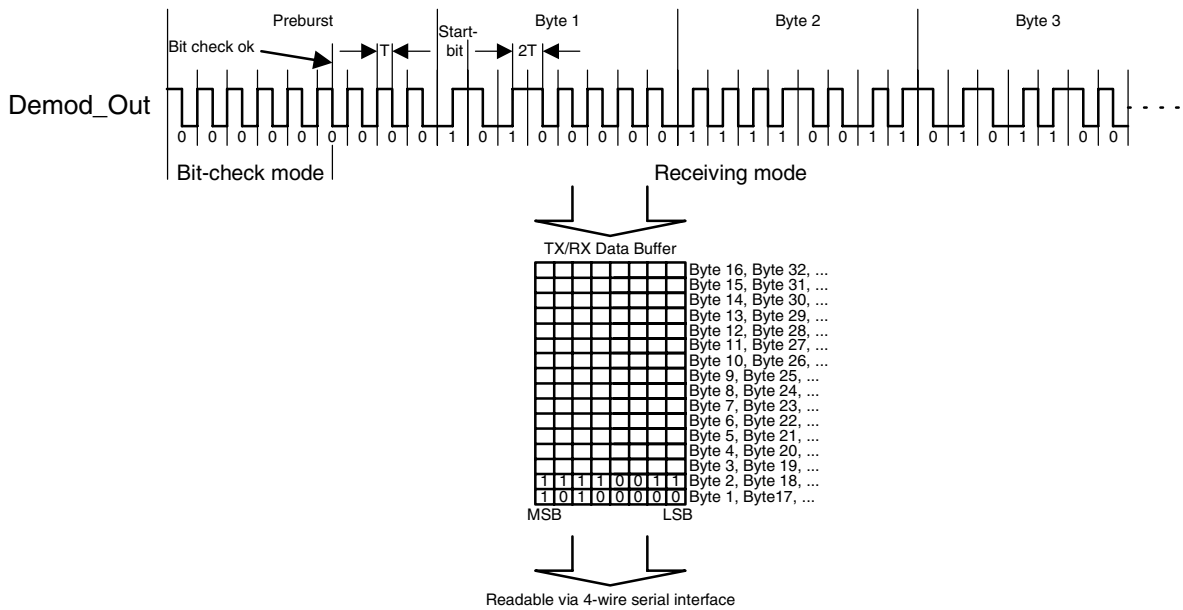 Preburst
Byte 1
Byte 2
Byte 3
Bit check ok
T
Start-
bit
2T
Demod_Out
0 0 0 0 0 0 0 0 0 1 0 1 0 0 0 0 0 1 1 1 1 0 0 1 1 0 1 0 1 1 0 0
Bit-check mode
Receiving mode
TX/RX Data Buffer
Byte 16, Byte 32, ...
Byte 15, Byte 31, ...
Byte 14, Byte 30, ...
Byte 13, Byte 29, ...
Byte 12, Byte 28, ...
Byte 11, Byte 27, ...
Byte 10, Byte 26, ...
Byte 9, Byte 25, ...
Byte 8, Byte 24, ...
Byte 7, Byte 23, ...
Byte 6, Byte 22, ...
Byte 5, Byte 21, ...
Byte 4, Byte 20, ...
Byte 3, Byte 19, ...
1 1 1 1 0 0 1 1 Byte 2, Byte 18, ...
1 0 1 0 0 0 0 0 Byte 1, Byte17, ...
MSB LSB
Readable via 4-wire serial interface